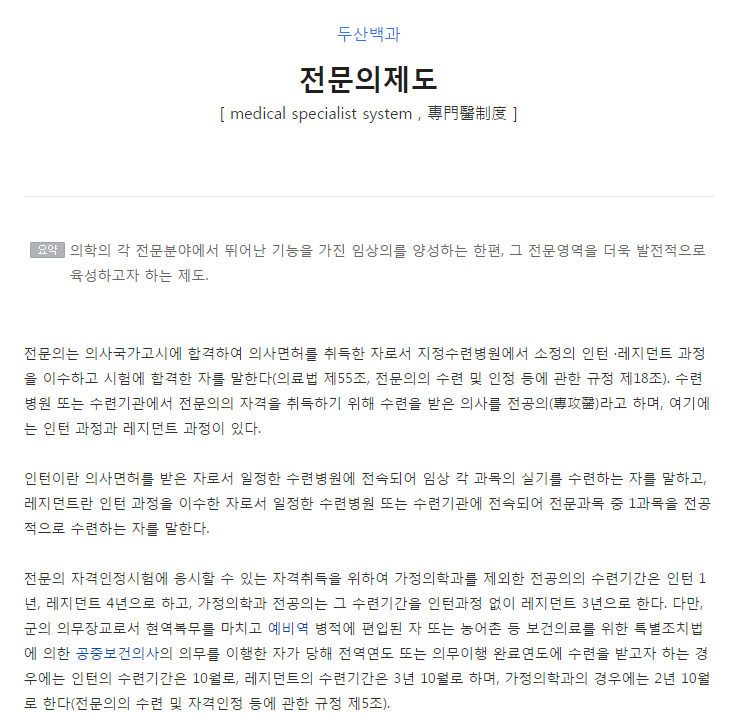 두산백과
전문의제도
[ medical specialist system , 專門醫制度 ]
요약 의학의 각 전문분야에서 뛰어난 기능을 가진 임상의를 양성하는 한편, 그 전문영역을 더욱 발전적으로
육성하고자 하는 제도.
전문의는 의사국가고시에 합격하여 의사면허를 취득한 자로서 지정수련병원에서 소정의 인턴 ·레지던트 과정
을 이수하고 시험에 합격한 자를 말한다(의료법 제55조, 전문의의 수련 및 인정 등에 관한 규정 제18조). 수련
병원 또는 수련기관에서 전문의의 자격을 취득하기 위해 수련을 받은 의사를 전공의(專攻醫)라고 하며, 여기에
는 인턴 과정과 레지던트 과정이 있다.
인턴이란 의사면허를 받은 자로서 일정한 수련병원에 전속되어 임상 각 과목의 실기를 수련하는 자를 말하고,
레지던트란 인턴 과정을 이수한 자로서 일정한 수련병원 또는 수련기관에 전속되어 전문과목 중 1과목을 전공
적으로 수련하는 자를 말한다.
전문의 자격인정시험에 응시할 수 있는 자격취득을 위하여 가정의학과를 제외한 전공의의 수련기간은 인턴 1
년, 레지던트 4년으로 하고, 가정의학과 전공의는 그 수련기간을 인턴과정 없이 레지던트 3년으로 한다. 다만,
군의 의무장교로서 현역복무를 마치고 예비역 병적에 편입된 자 또는 농어촌 등 보건의료를 위한 특별조치법
에 의한 공중보건의사의 의무를 이행한 자가 당해 전역연도 또는 의무이행 완료연도에 수련을 받고자 하는 경
우에는 인턴의 수련기간은 10월로, 레지던트의 수련기간은 3년 10월로 하며, 가정의학과의 경우에는 2년 10월
로 한다(전문의의 수련 및 자격인정 등에 관한 규정 제5조).